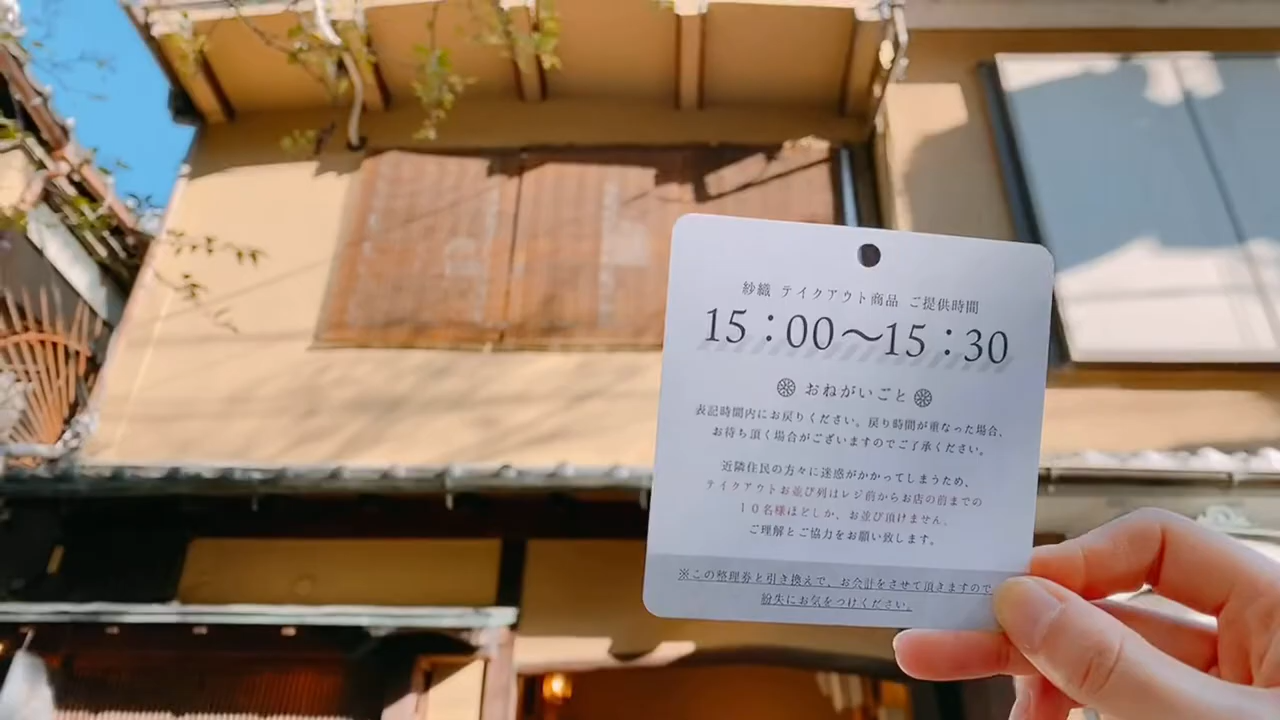 紗織 テイクアウト商品 ご提供時間
15:00〜15:30
おねがいごと
表記時間内にお戻りください。戻り時間が重なった場合、
お待ち頂く場合がございますのでご了承ください。
近隣住民の方々に迷惑がかかってしまうため、
テイクアウトお並び列はレジ前からお店の前までの
10名様ほどしか、お並び頂けません。
ご理解とご協力をお願い致します。
※この整理券と引き換えで、お会計をさせて頂きますので
紛失にお気をつけください。